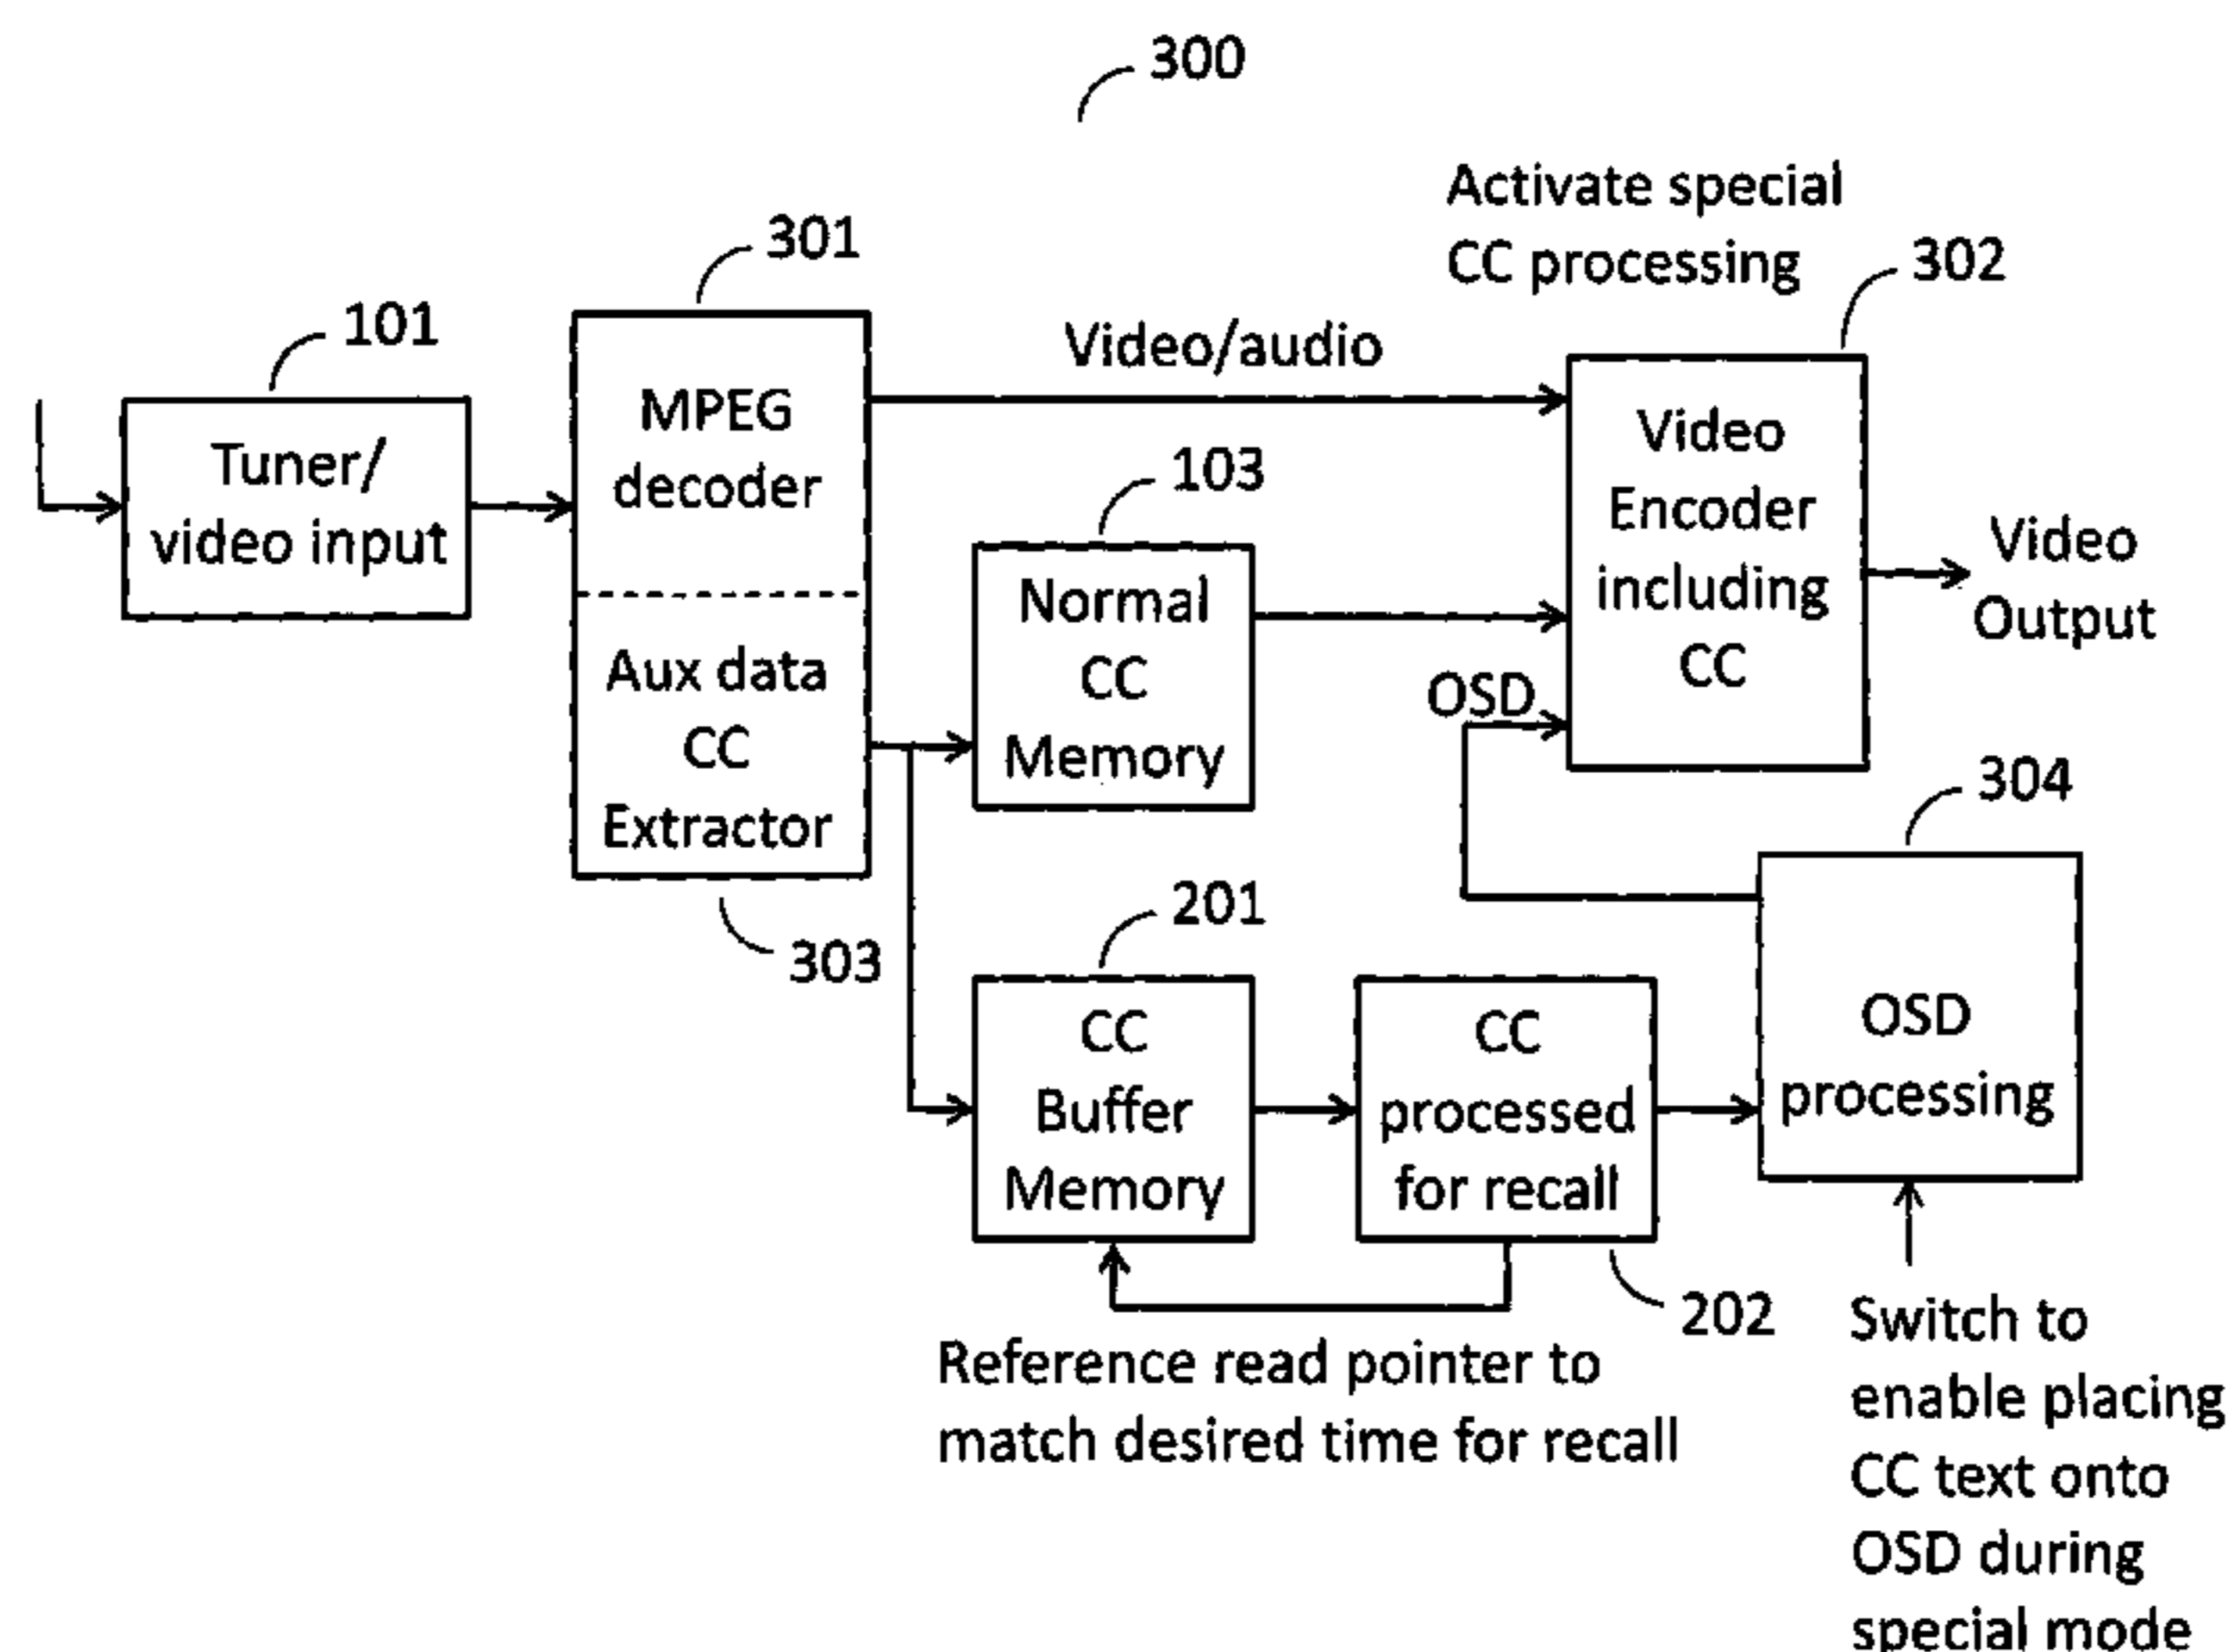 300
Activate special
CC processing
302
301
101
Video/audio
Tuner/
video input
MPEG
decoder
Aux data
CC
Extractor
303
103
Normal
CC
Memory
Video
Encoder
including
CC
Video
Output
OSD
304
201
CC
Buffer
Memory
CC
processed
for recall
202
OSD
processing
Reference read pointer to
match desired time for recall
Switch to
enable placing
CC text onto
OSD during
special mode